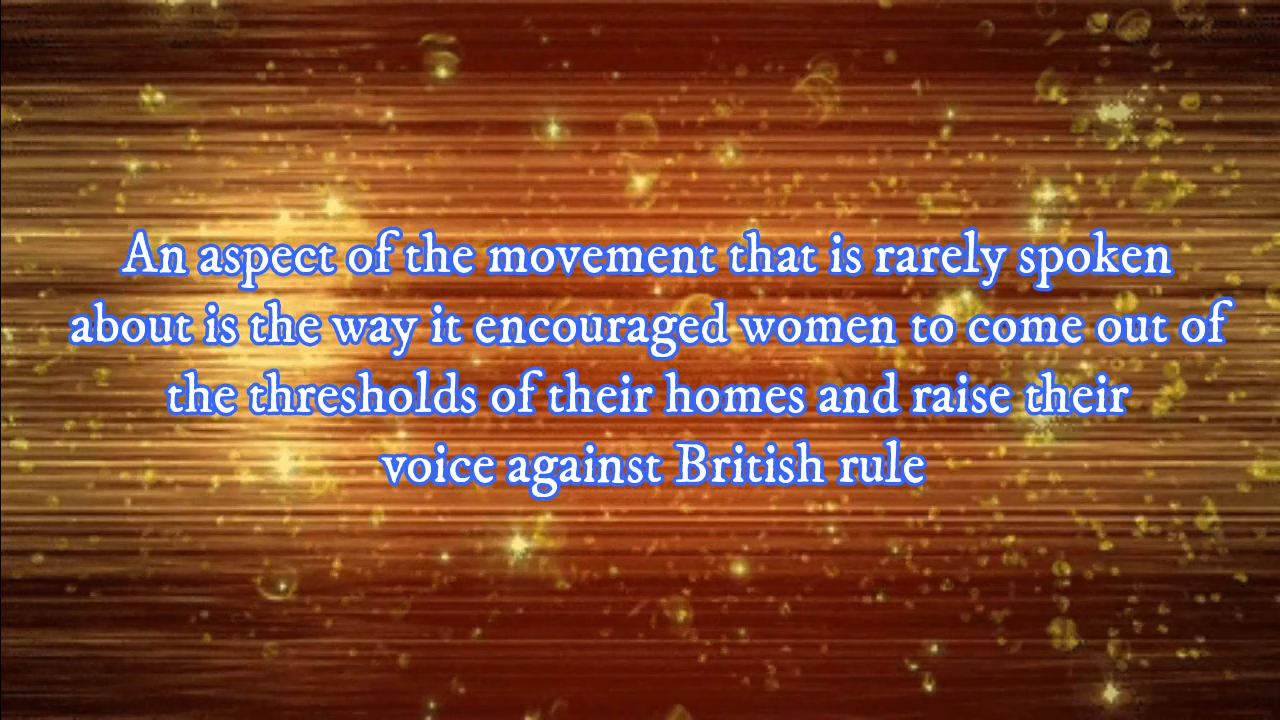 An aspect of the movement that is rarely spoken
about is the way it encouraged women to come out of
the thresholds of their homes and raise their
voice against British rule